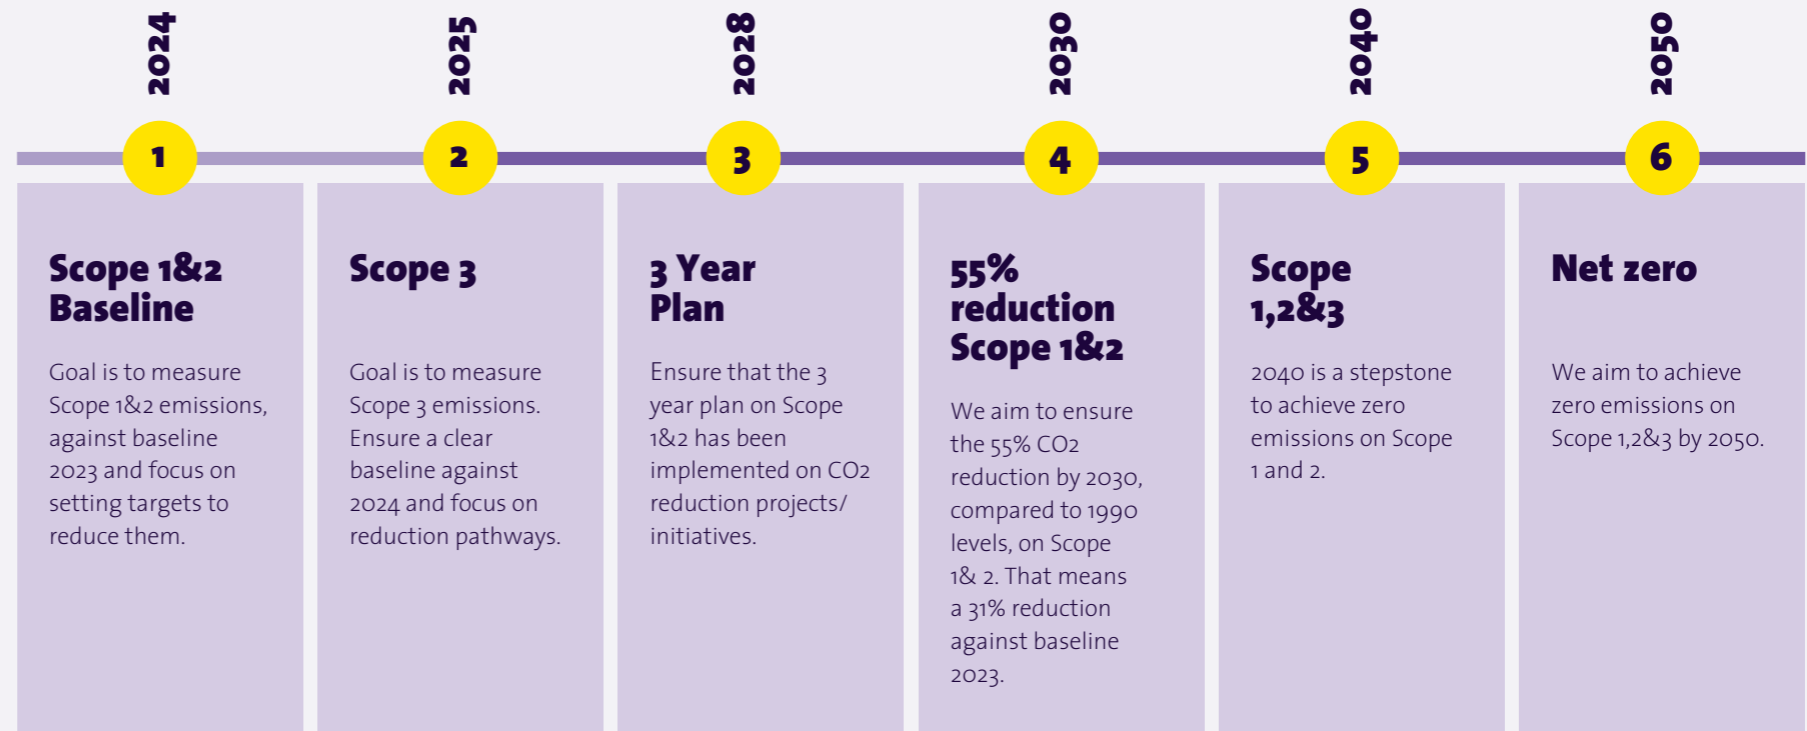 2024
2025
2028
2030
2040
2050
1
2
3
4
5
6
Scope 1&2
Baseline
Goal is to measure
Scope 1&2 emissions,
against baseline
2023 and focus on
setting targets to
reduce them.
Scope 3
Goal is to measure
Scope 3 emissions.
Ensure a clear
baseline against
2024 and focus on
reduction pathways.
3 Year
Plan
Ensure that the 3
year plan on Scope
1&2 has been
implemented on CO2
reduction projects/
initiatives.
55%
reduction
Scope 1&2
We aim to ensure
the 55% CO2
reduction by 2030,
compared to 1990
levels, on Scope
1& 2. That means
a 31% reduction
against baseline
2023.
Scope
1,2&3
2040 is a stepstone
to achieve zero
emissions on Scope
1 and 2.
Net zero
We aim to achieve
zero emissions on
Scope 1,2&3 by 2050.